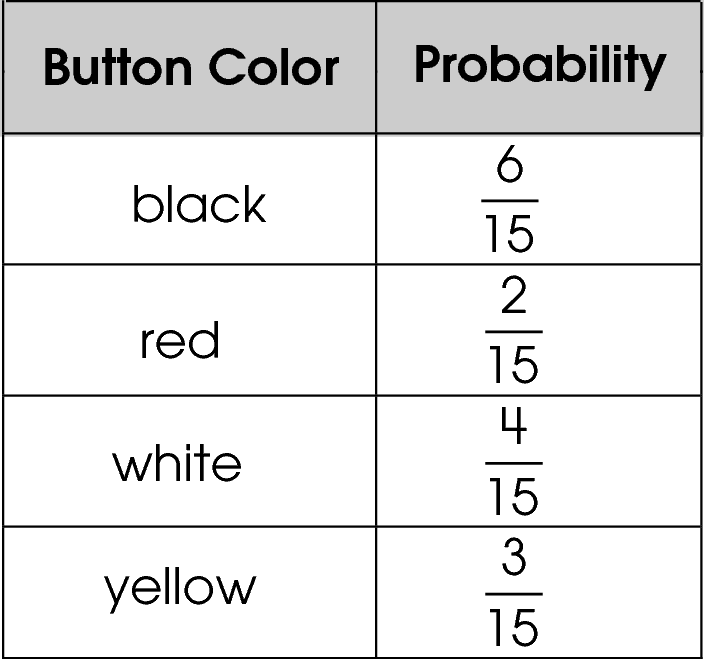 Button Color Probability
black 6/15
red 2/15
white 4/15
yellow 3/15